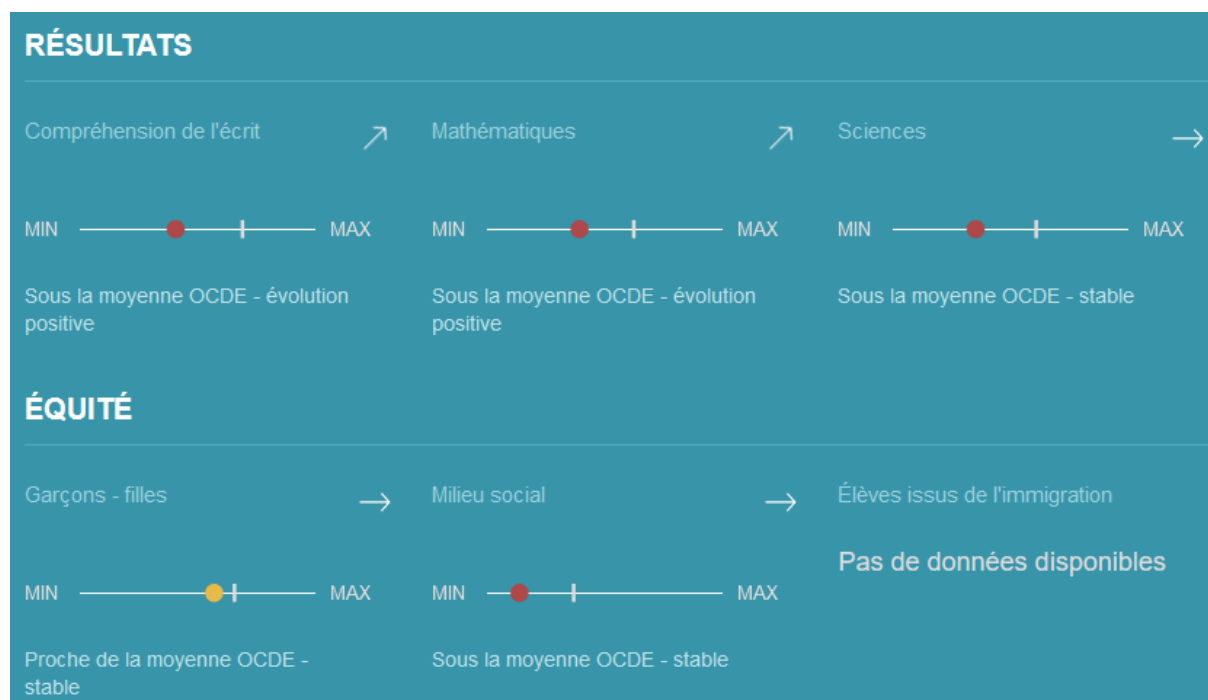 RÉSULTATS
Compréhension de l'écrit
Mathématiques
Sciences
MIN MAX
MIN MAX
MIN MAX
Sous la moyenne OCDE - évolution
positive
Sous la moyenne OCDE - évolution
positive
Sous la moyenne OCDE - stable
ÉQUITÉ
Garçons - filles
Milieu social
Élèves issus de l'immigration
Pas de données disponibles
MIN MAX
MIN MAX
Proche de la moyenne OCDE -
stable
Sous la moyenne OCDE - stable